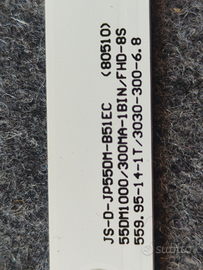 JS-D-JP55DM-B51EC (80510)
55DM1000/300MA-1BIN/FHD-8S
559.95-14-1T/3030-300-6.8